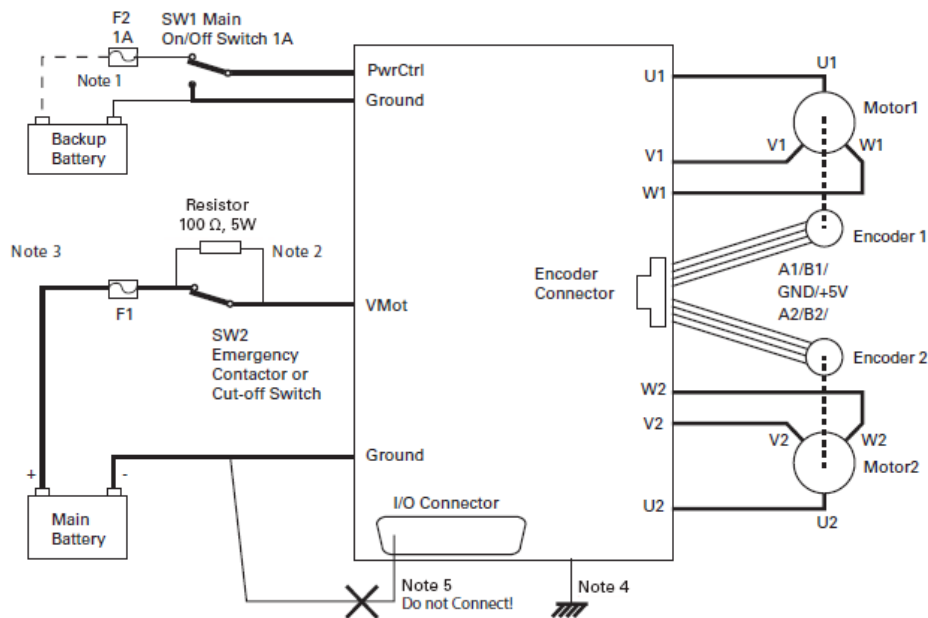 F2
1A
SW1 Main
On/Off Switch 1A
Note 1
Backup
Battery
PwrCtrl
Ground
Resistor
100 Ω, 5W
Note 3
Note 2
F1
VMot
SW2
Emergency
Contactor or
Cut-off Switch
Ground
+
-
Main
Battery
I/O Connector
Note 5
Do not Connect!
Note 4
U1
U1
Motor1
V1
W1
V1
W1
Encoder 1
Encoder
Connector
A1/B1/
GND/+5V
A2/B2/
Encoder 2
W2
V2
V2
W2
Motor2
U2
U2